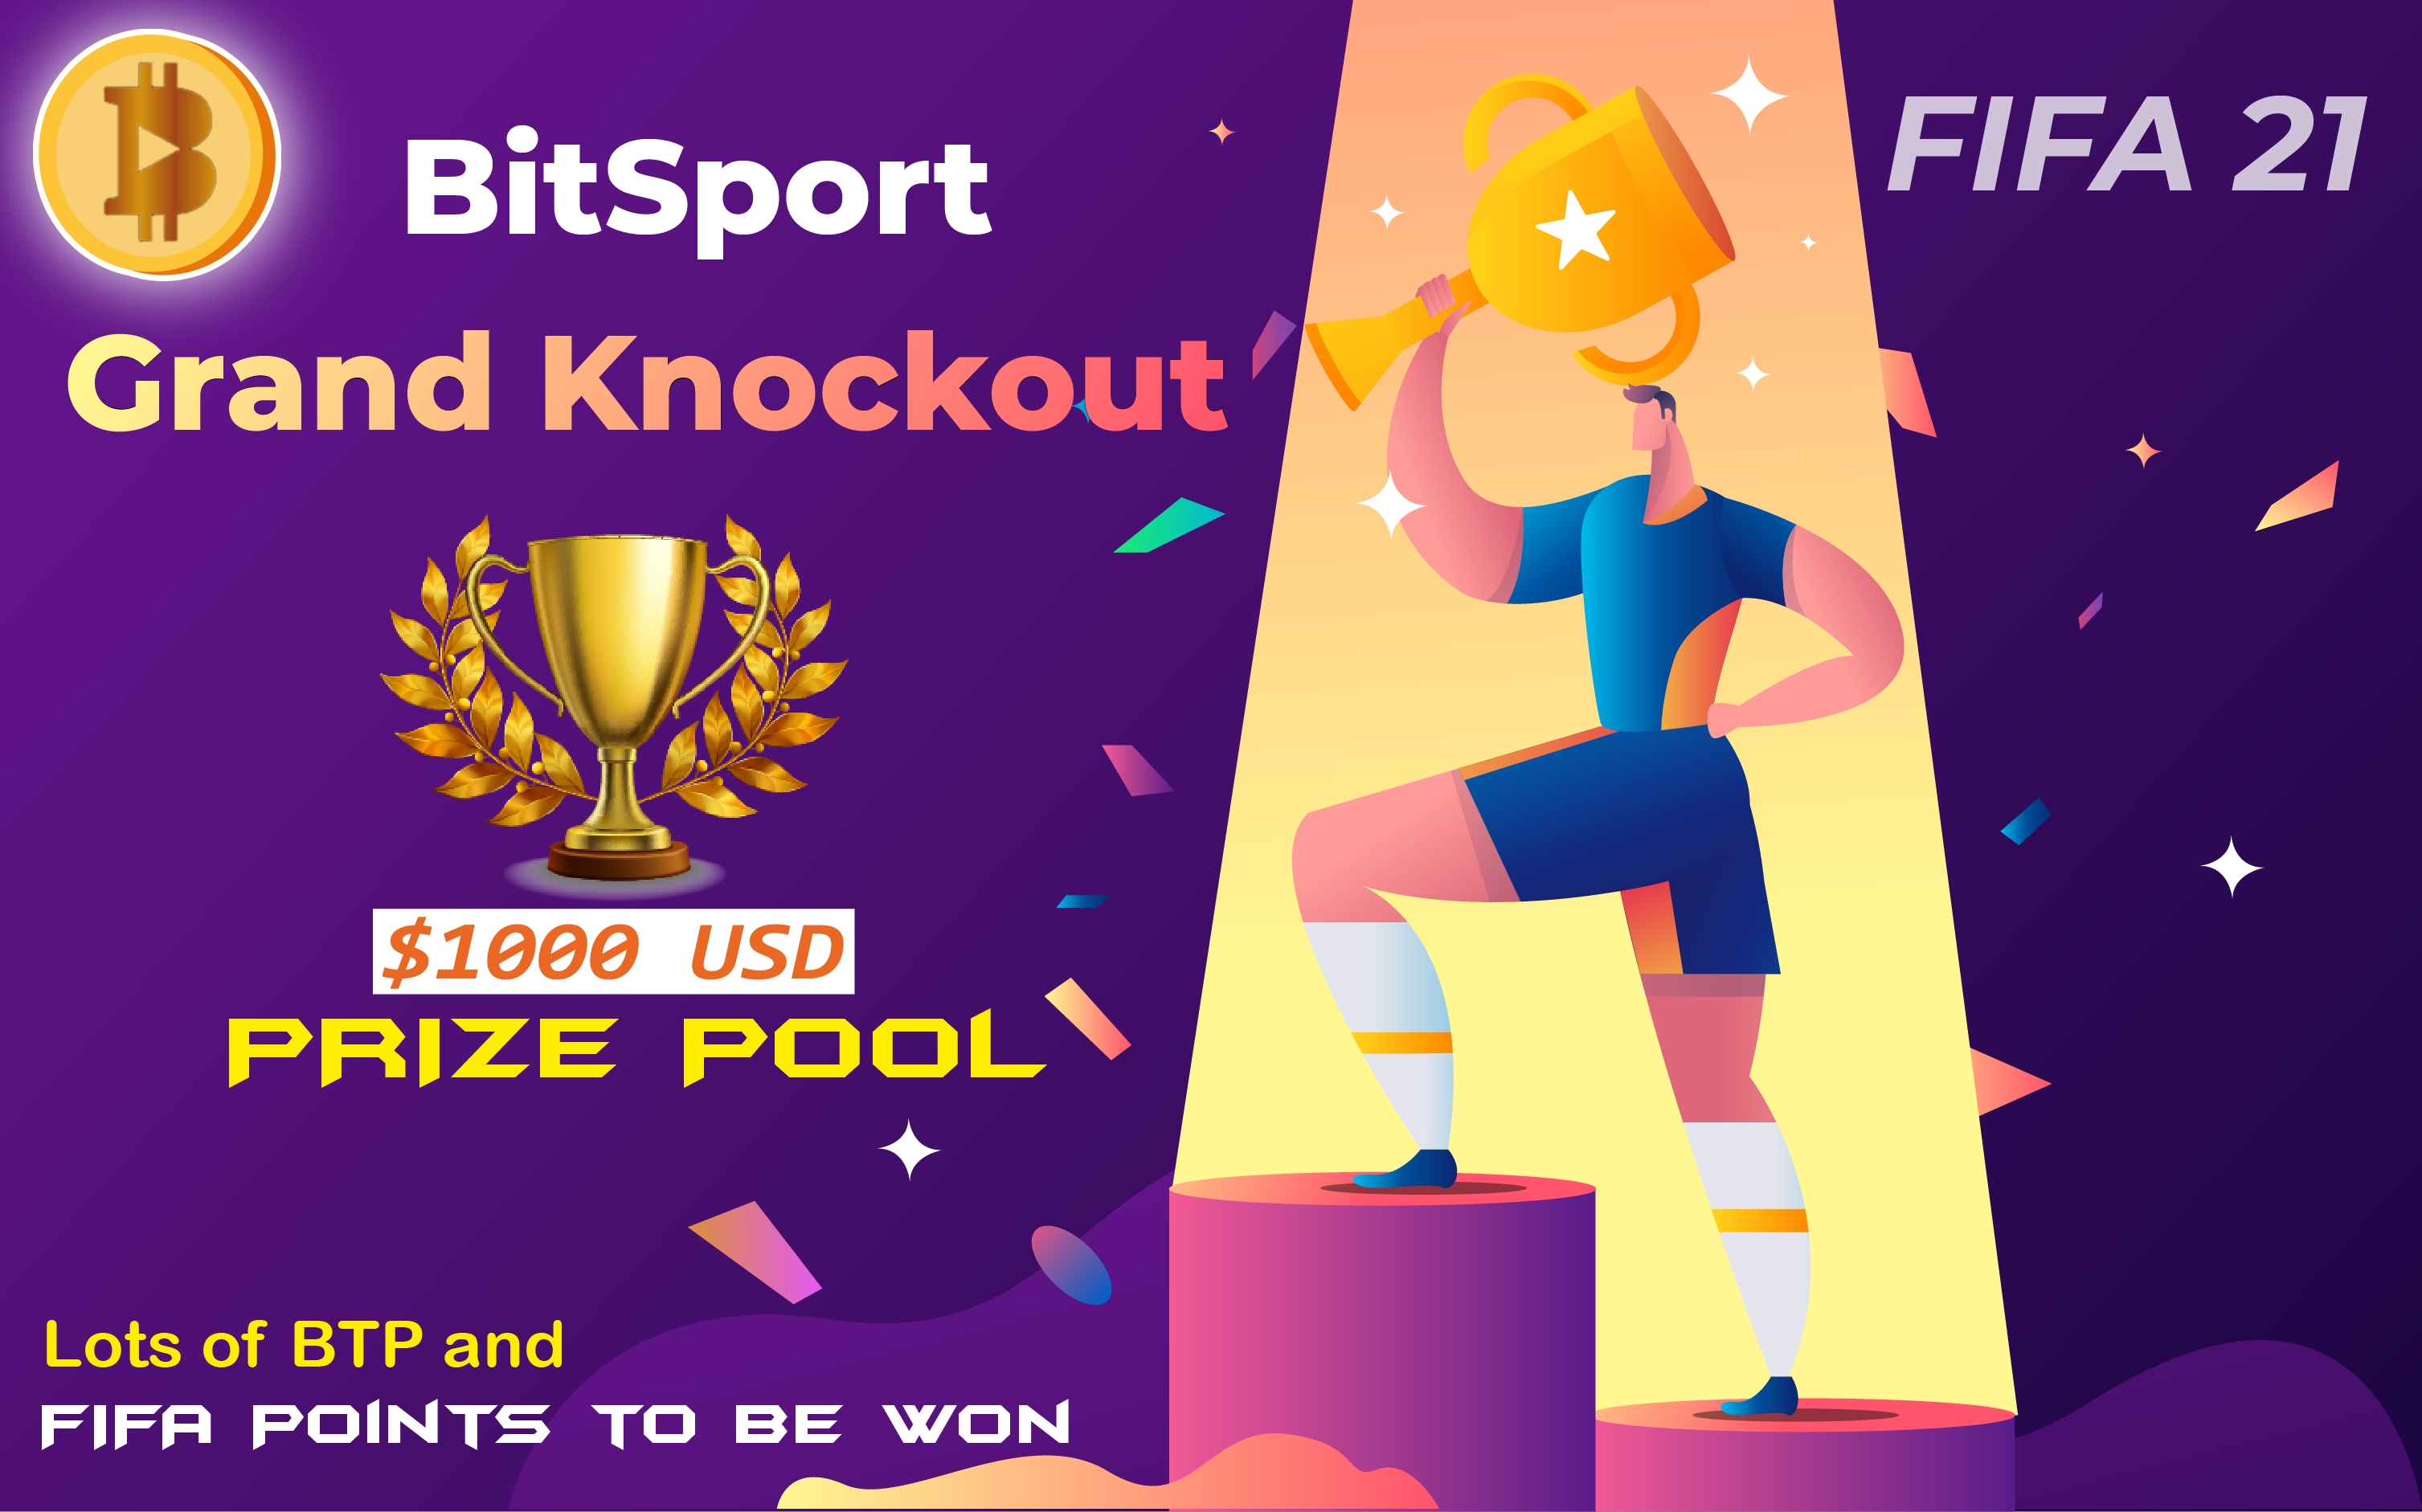 BitSport
FIFA 21
Grand Knockout
$1000 USD
PRIZE POOL
Lots of BTP and
FIFA POINTS TO BE WON